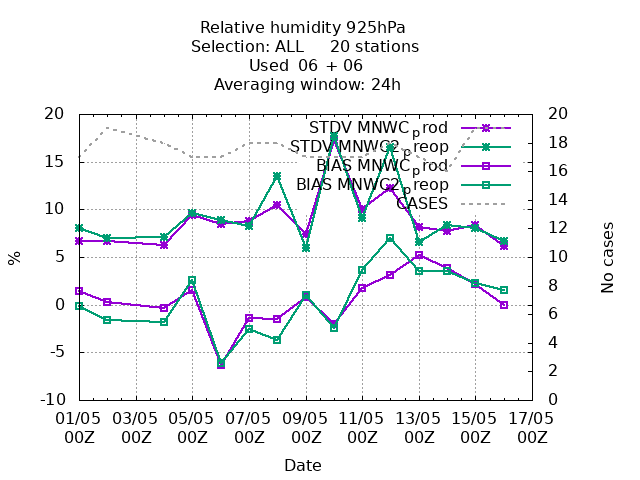 Relative humidity 925hPa
Selection: ALL 20 stations
Used 06 + 06
Averaging window: 24h
STDV MNWC_prod
STDV MNWC2_preop
BIAS MNWC_prod
BIAS MNWC2_preop
CASES
20
15
10
5
0
-5
-10
%
20
18
16
14
12
10
8
6
4
2
0
No cases
01/05 03/05 05/05 07/05 09/05 11/05 13/05 15/05 17/05
00Z 00Z 00Z 00Z 00Z 00Z 00Z 00Z 00Z
Date